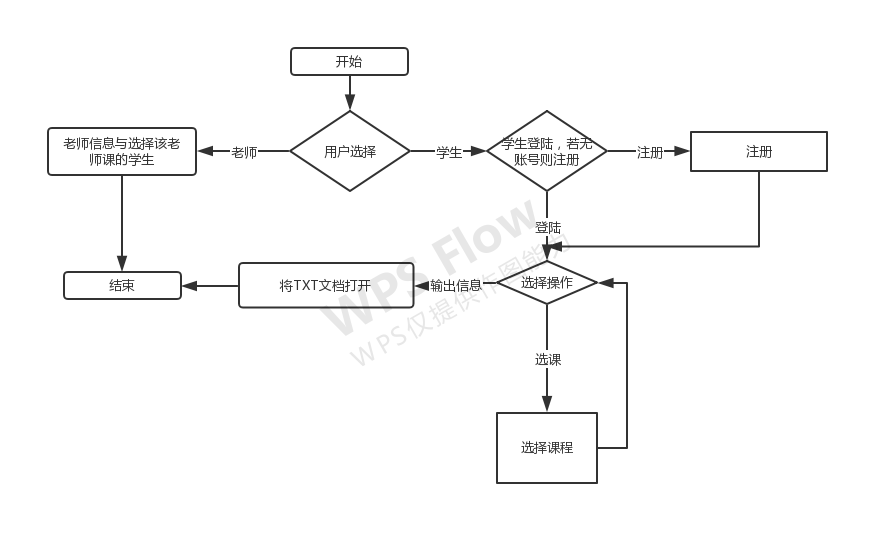 开始
老师信息与选择该老
师课的学生
老师
用户选择
学生
学生登陆，若无
账号则注册
注册
注册
登陆
WPS Flow
WPS仅提供作图能力
结束
将TXT文档打开
输出信息
选择操作
选课
选择课程